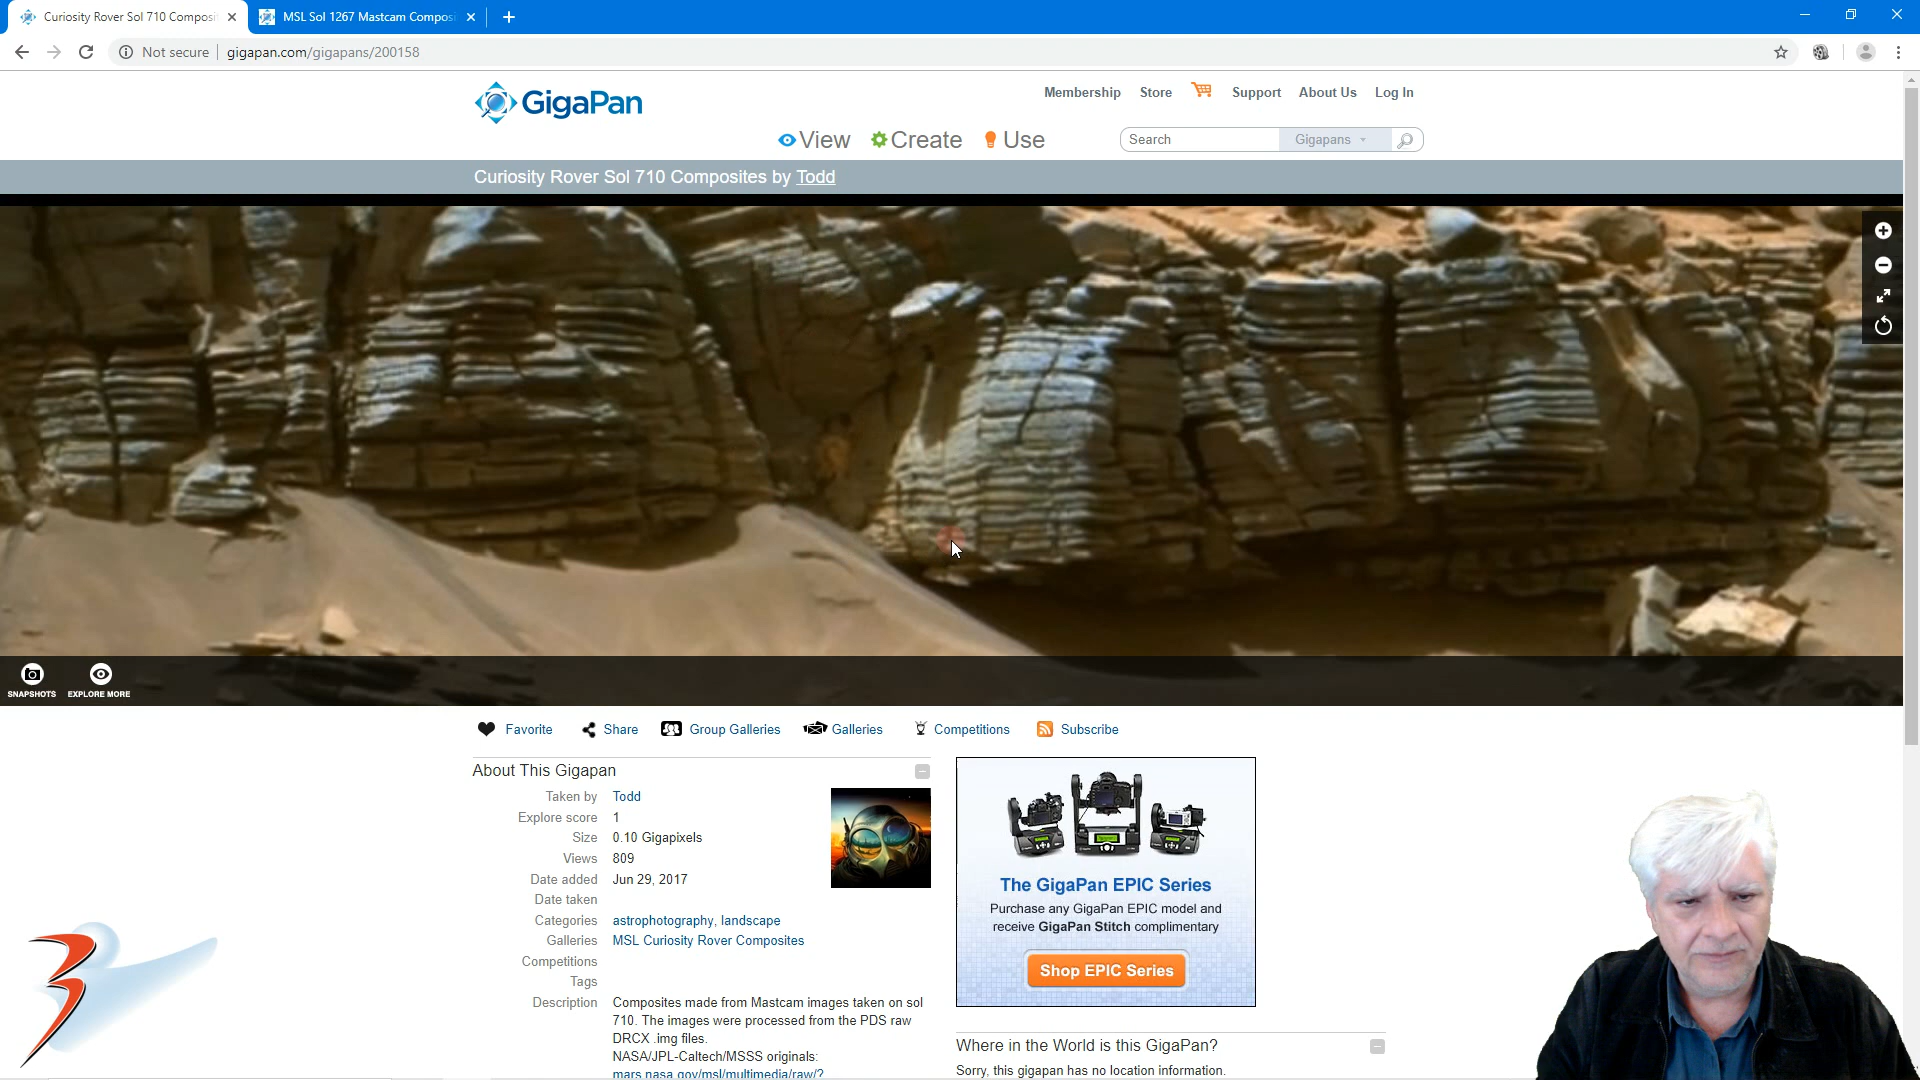 Curiosity Rover Sol 710 Composi
MSL Sol 1267 Mastcam Composi
Not secure
gigapan.com/gigapans/200158
GigaPan
Membership
Store
Support
About Us
Log In
View
Create
Use
Search
Gigapans
Curiosity Rover Sol 710 Composites by Todd
SNAPSHOTS
EXPLORE MORE
Favorite
Share
Group Galleries
Galleries
Competitions
Subscribe
About This Gigapan
Taken by Todd
Explore score 1
Size 0.10 Gigapixels
Views 809
Date added Jun 29, 2017
Date taken
Categories astrophotography, landscape
Galleries MSL Curiosity Rover Composites
Competitions
Tags
Description Composites made from Mastcam images taken on sol
710. The images were processed from the PDS raw
DRCX .img files.
NASA/JPL-Caltech/MSSS originals:
mars.nasa.gov/msl/multimedia/raw/?
The GigaPan EPIC Series
Purchase any GigaPan EPIC model and
receive GigaPan Stitch complimentary
Shop EPIC Series
Where in the World is this GigaPan?
Sorry, this gigapan has no location information.